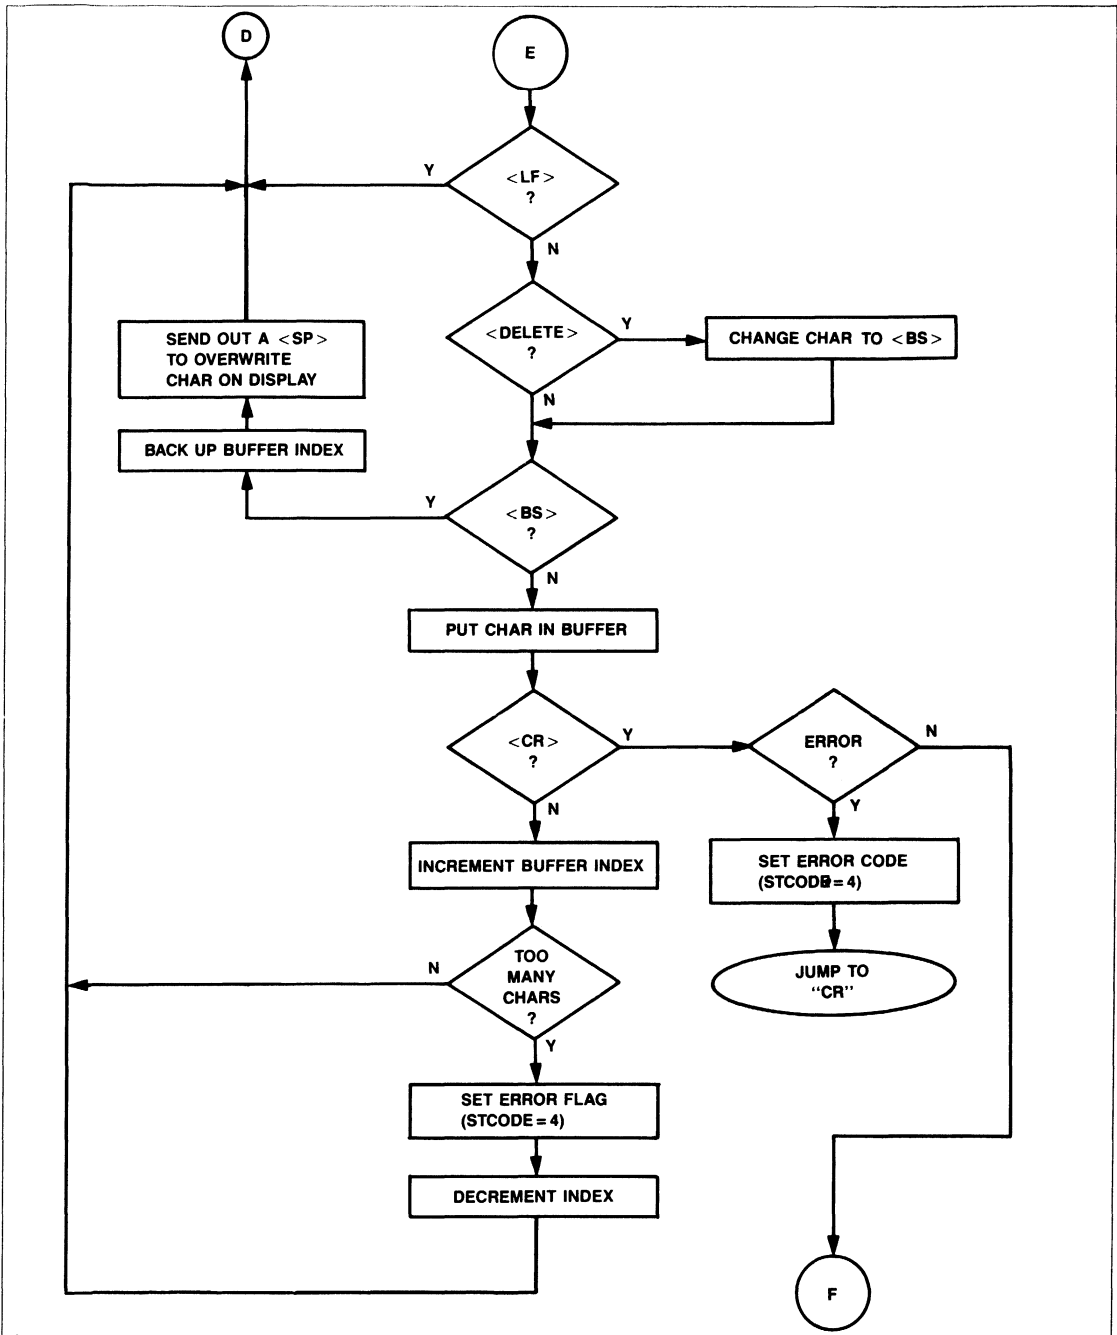 D
E
Y
<LF>
?
N
SEND OUT A <SP>
TO OVERWRITE
CHAR ON DISPLAY
<DELETE>
?
Y
CHANGE CHAR TO <BS>
N
BACK UP BUFFER INDEX
Y
<BS>
?
N
PUT CHAR IN BUFFER
<CR>
?
Y
ERROR
?
N
N
Y
INCREMENT BUFFER INDEX
SET ERROR CODE
(STCODE=4)
N
TOO
MANY
CHARS
?
JUMP TO
"CR"
Y
SET ERROR FLAG
(STCODE=4)
DECREMENT INDEX
F